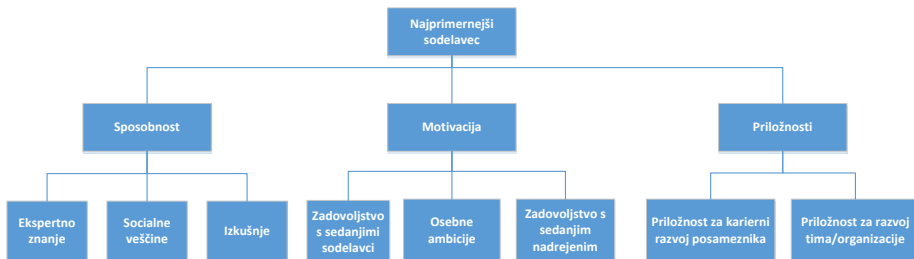 Najprimernejši
sodelavec
Sposobnost
Motivacija
Priložnosti
Ekspertno
znanje
Socialne
veščine
Izkušnje
Zadovoljstvo
s sedanjimi
sodelavci
Osebne
ambicije
Zadovoljstvo s
sedanjim
nadrejenim
Priložnost za karierni
razvoj posameznika
Priložnost za razvoj
tima/organizacije